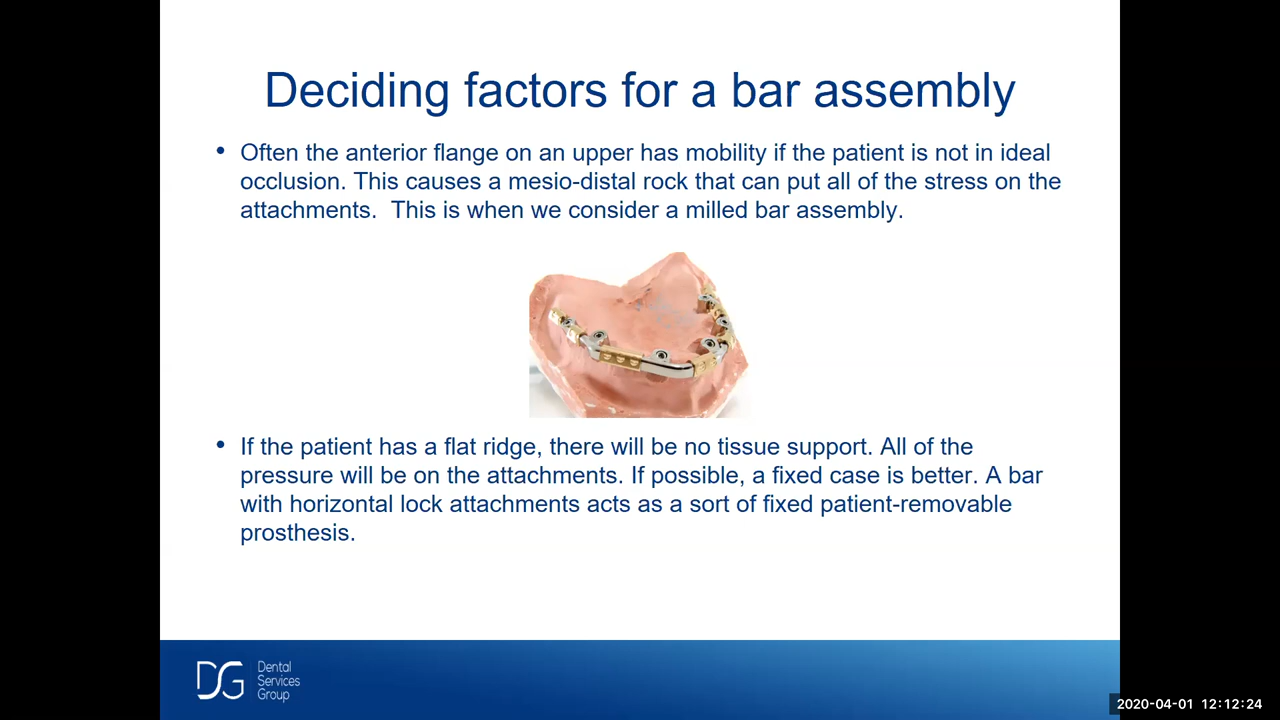 Deciding factors for a bar assembly
• Often the anterior flange on an upper has mobility if the patient is not in ideal
occlusion. This causes a mesio-distal rock that can put all of the stress on the
attachments.  This is when we consider a milled bar assembly.
• If the patient has a flat ridge, there will be no tissue support. All of the
pressure will be on the attachments. If possible, a fixed case is better. A bar
with horizontal lock attachments acts as a sort of fixed patient-removable
prosthesis.
DSG
Dental
Services
Group
2020-04-01 12:12:24